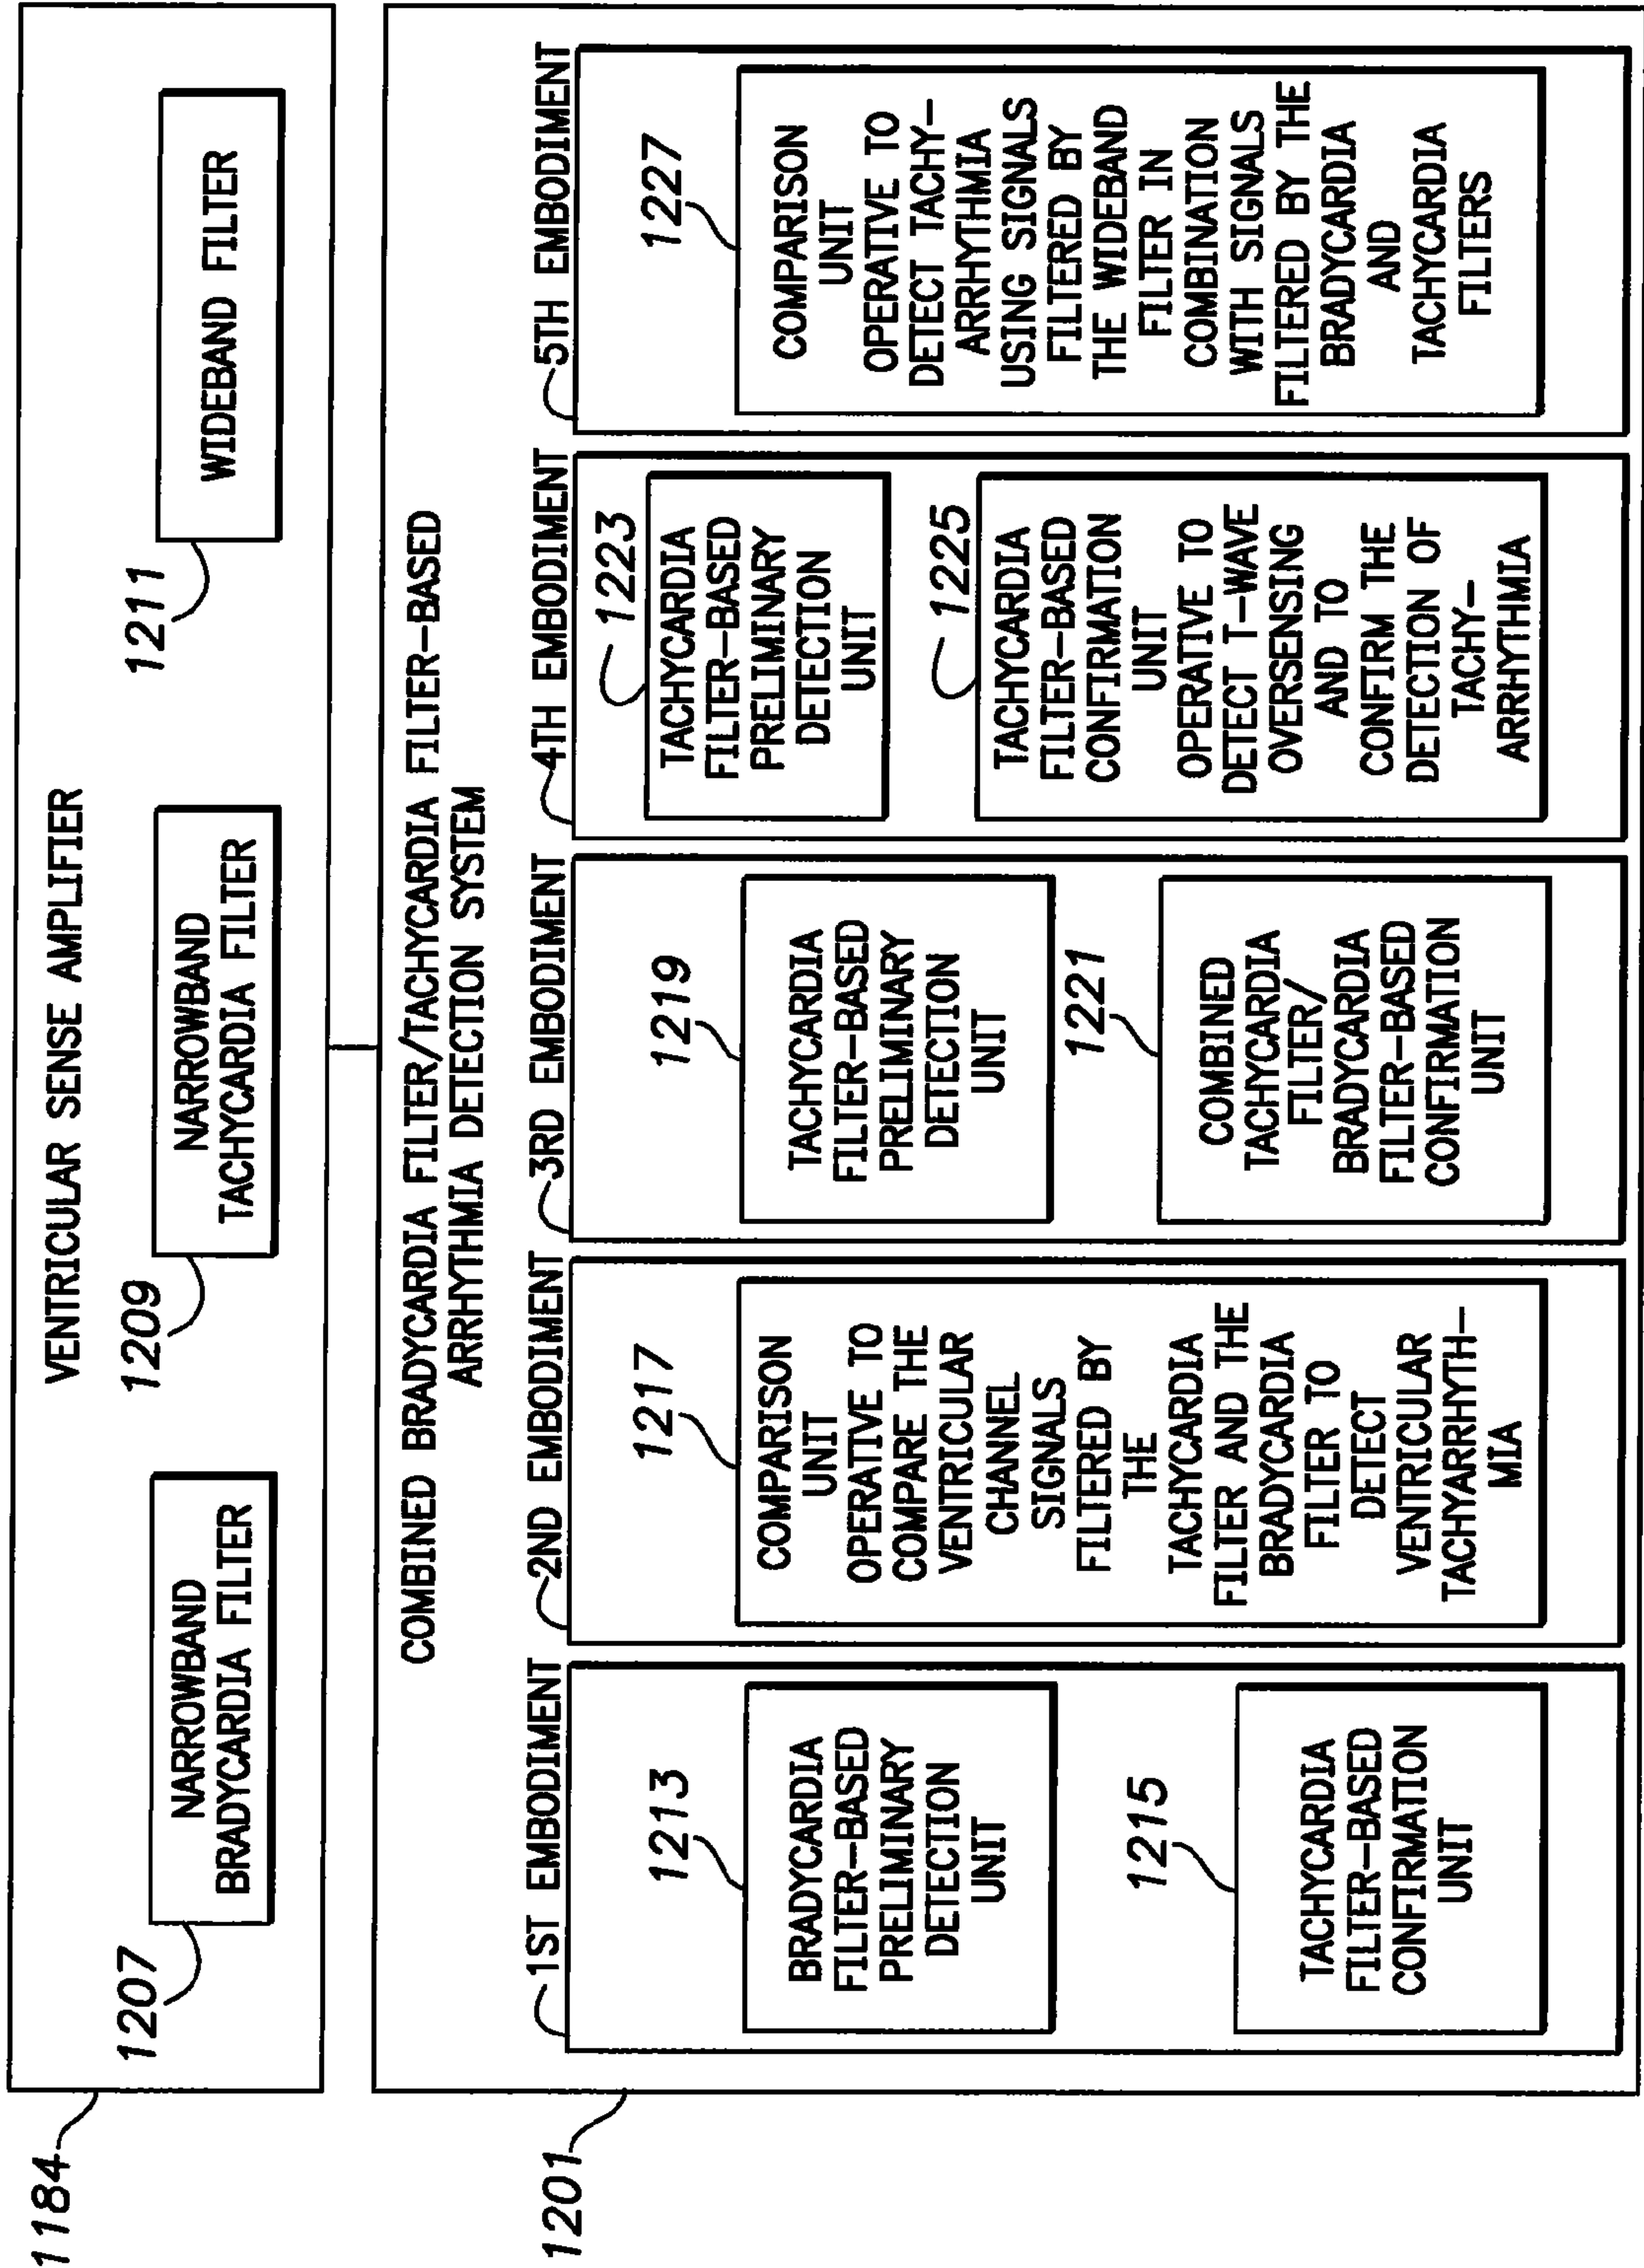 1184
VENTRICULAR SENSE AMPLIFIER
1207
NARROWBAND
BRADYCARDIA FILTER
1209
NARROWBAND
TACHYCARDIA FILTER
1211
WIDEBAND FILTER
1201
COMBINED BRADYCARDIA FILTER/TACHYCARDIA FILTER-BASED
ARRHYTHMIA DETECTION SYSTEM
1ST EMBODIMENT
1213
BRADYCARDIA
FILTER-BASED
PRELIMINARY
DETECTION
UNIT
1215
TACHYCARDIA
FILTER-BASED
CONFIRMATION
UNIT
2ND EMBODIMENT
1217
COMPARISON
UNIT
OPERATIVE TO
COMPARE THE
VENTRICULAR
CHANNEL
SIGNALS
FILTERED BY
THE
TACHYCARDIA
FILTER AND THE
BRADYCARDIA
FILTER TO
DETECT
VENTRICULAR
TACHYARRHYTH-
MIA
3RD EMBODIMENT
1219
TACHYCARDIA
FILTER-BASED
PRELIMINARY
DETECTION
UNIT
1221
COMBINED
TACHYCARDIA
FILTER/
BRADYCARDIA
FILTER-BASED
CONFIRMATION
UNIT
4TH EMBODIMENT
1223
TACHYCARDIA
FILTER-BASED
PRELIMINARY
DETECTION
UNIT
1225
TACHYCARDIA
FILTER-BASED
CONFIRMATION
UNIT
OPERATIVE TO
DETECT T-WAVE
OVERSENSING
AND TO
CONFIRM THE
DETECTION OF
TACHY-
ARRHYTHMIA
5TH EMBODIMENT
1227
COMPARISON
UNIT
OPERATIVE TO
DETECT TACHY-
ARRHYTHMIA
USING SIGNALS
FILTERED BY
THE WIDEBAND
FILTER IN
COMBINATION
WITH SIGNALS
FILTERED BY THE
BRADYCARDIA
AND
TACHYCARDIA
FILTERS